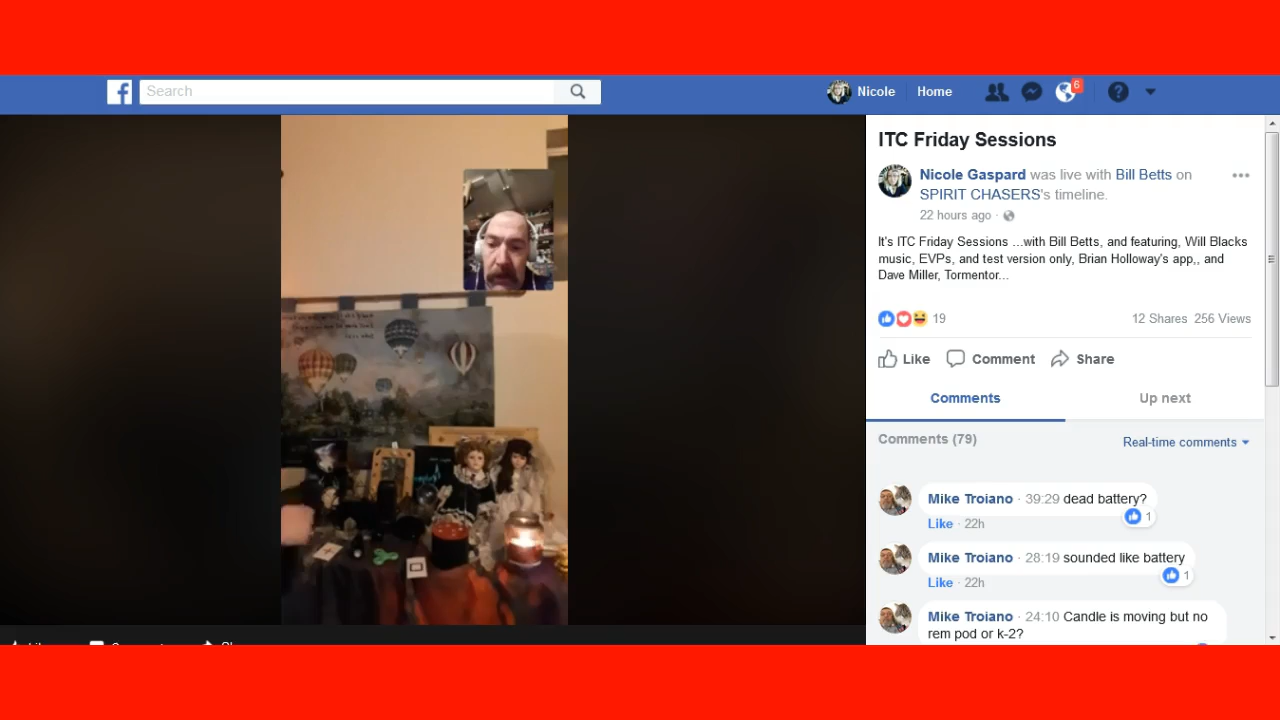 Search
Nicole
Home
6
ITC Friday Sessions
Nicole Gaspard was live with Bill Betts on
SPIRIT CHASERS's timeline.
22 hours ago ·
It's ITC Friday Sessions ...with Bill Betts, and featuring, Will Blacks
music, EVPs, and test version only, Brian Holloway's app,, and
Dave Miller, Tormentor...
19
12 Shares 256 Views
Like Comment Share
Comments Up next
Comments (79)
Real-time comments
Mike Troiano · 39:29 dead battery?
1
Like · 22h
Mike Troiano · 28:19 sounded like battery
1
Like · 22h
Mike Troiano · 24:10 Candle is moving but no
rem pod or k-2?